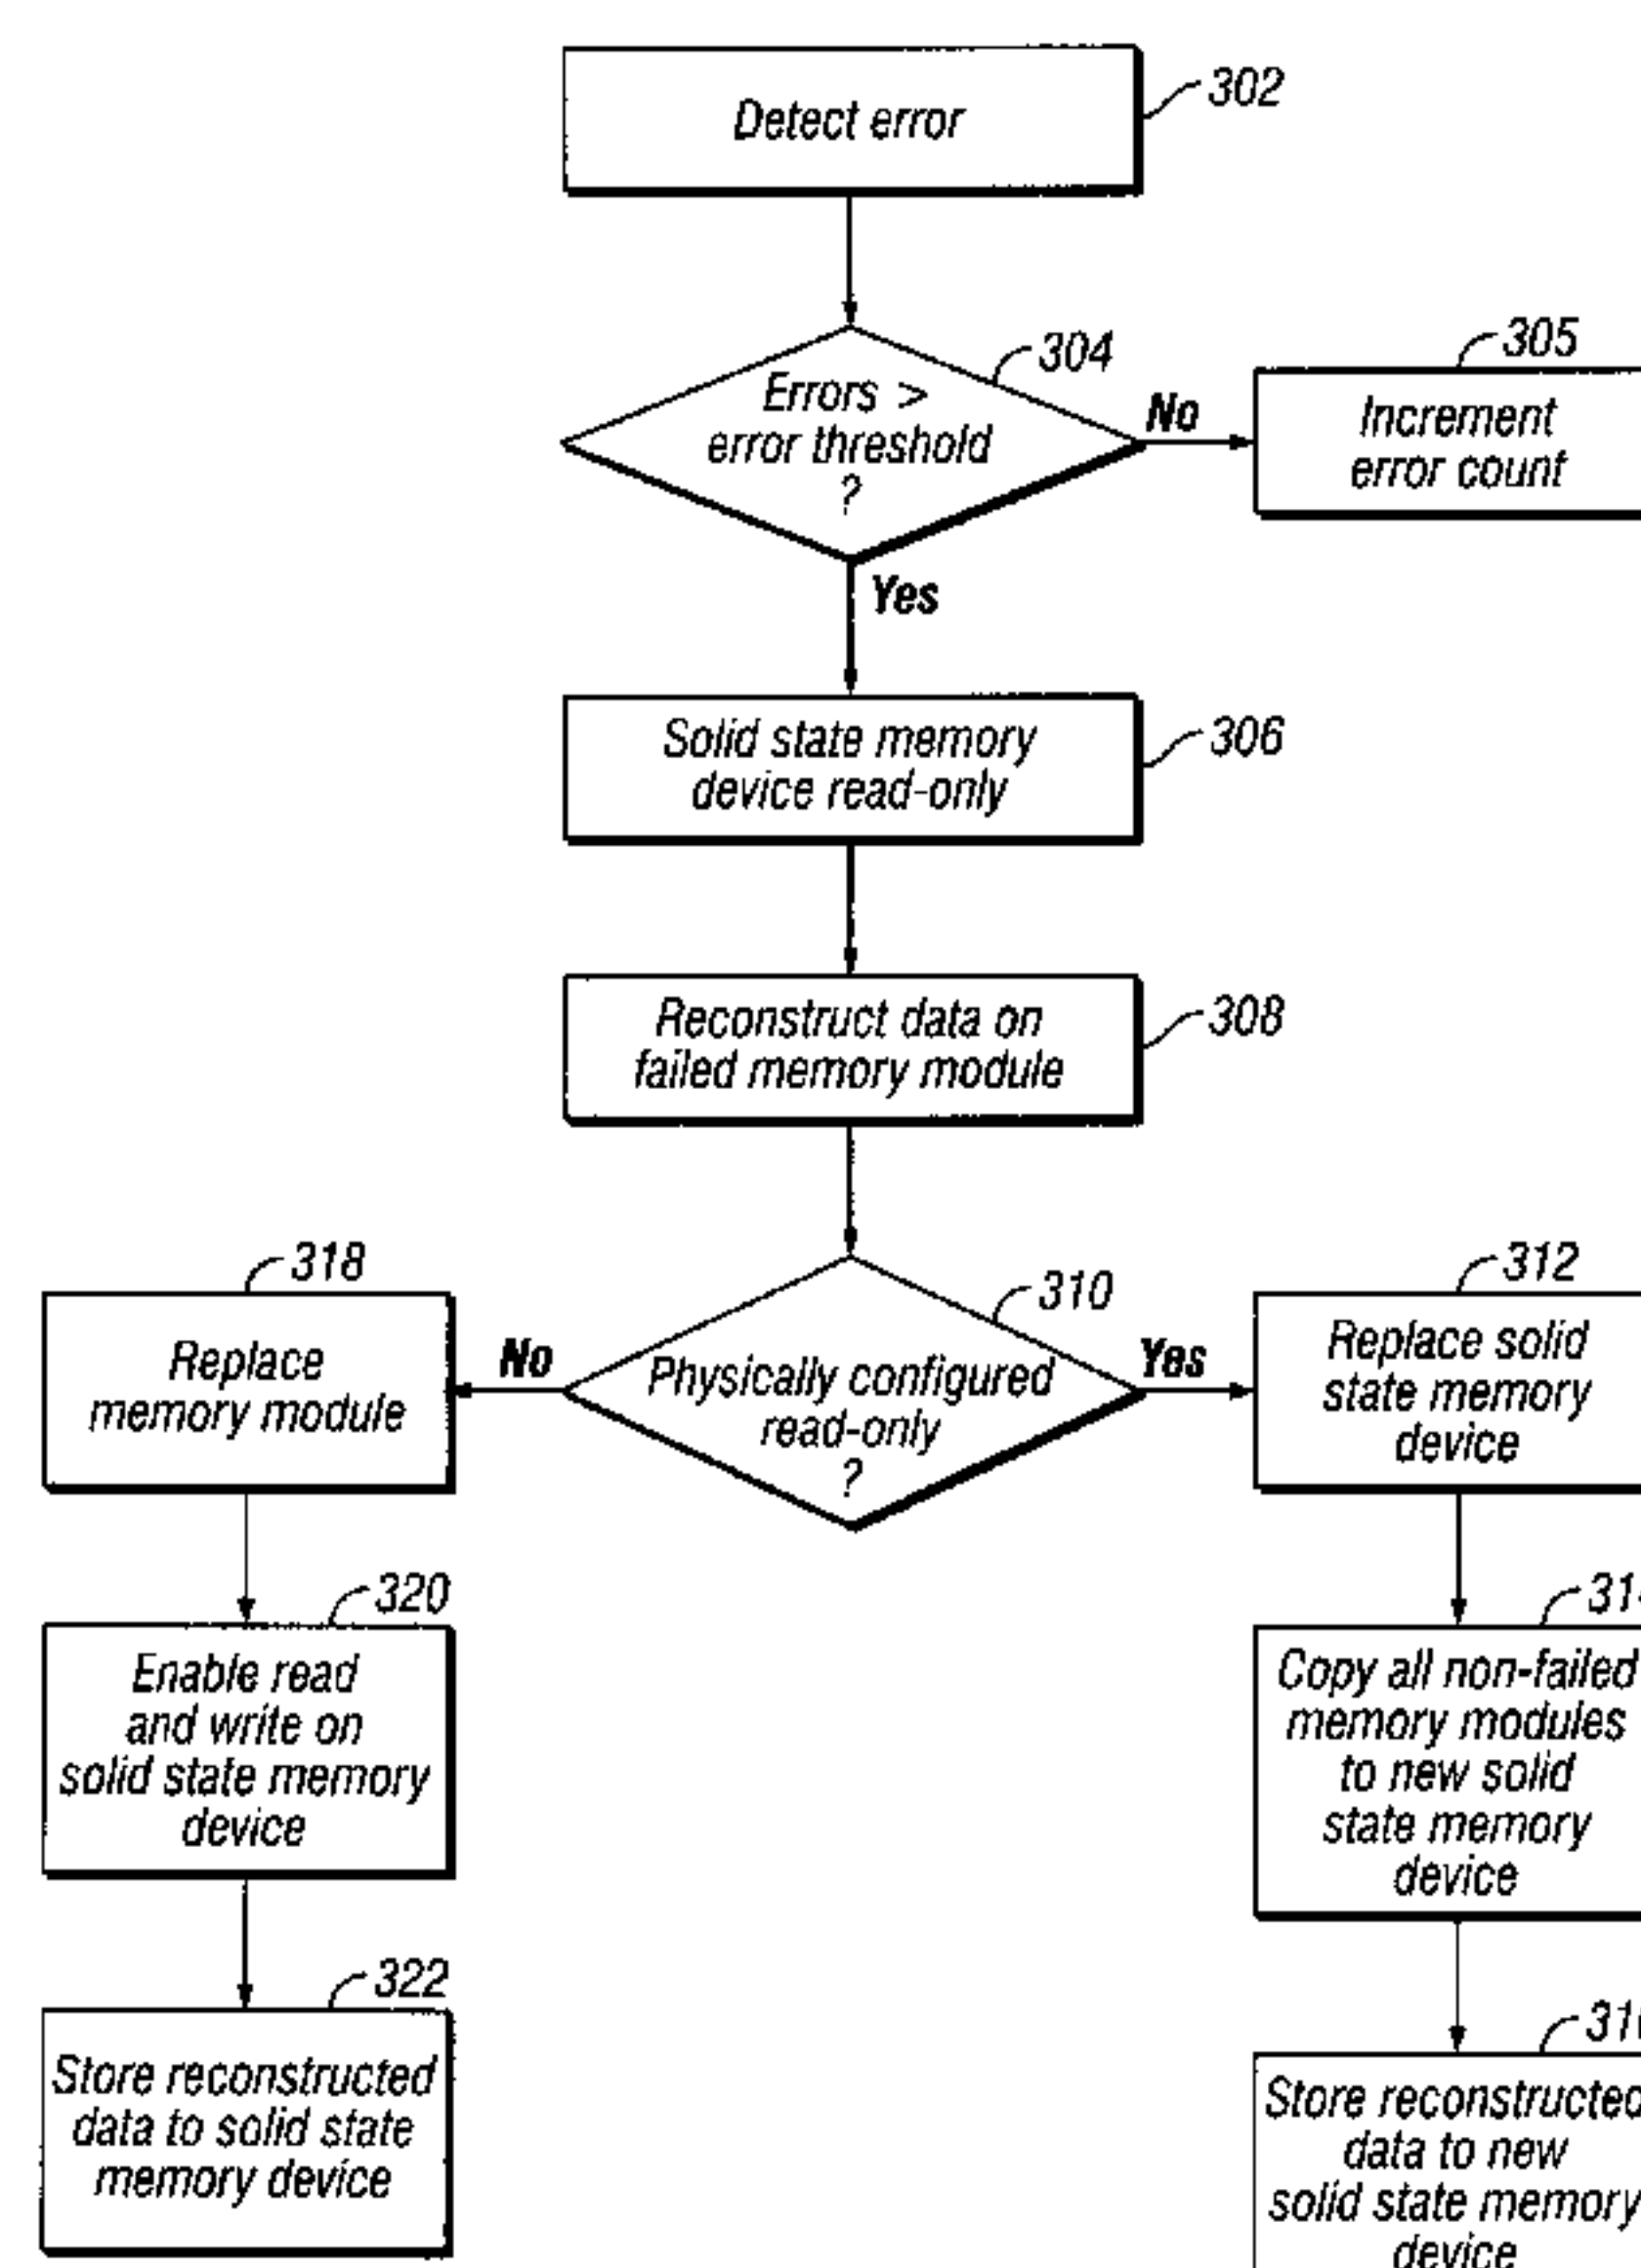 Detect error
302
304
Errors >
error threshold
?
No
305
Increment
error count
Yes
Solid state memory
device read-only
306
Reconstruct data on
failed memory module
308
318
Replace
memory module
No
310
Physically configured
read-only
?
Yes
312
Replace solid
state memory
device
320
Enable read
and write on
solid state memory
device
Copy all non-failed
memory modules
to new solid
state memory
device
322
Store reconstructed
data to solid state
memory device
Store reconstructed
data to new
solid state memory
device